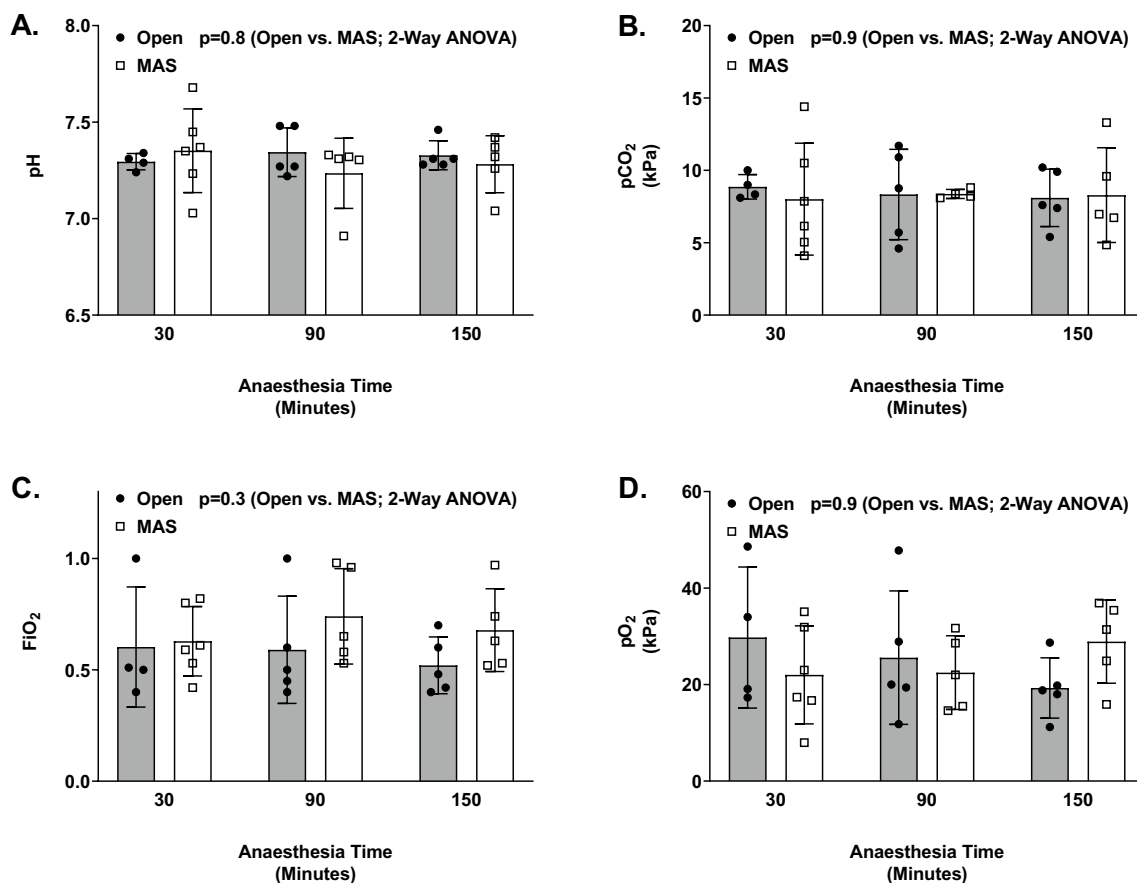 A.
Open p=0.8 (Open vs. MAS; 2-Way ANOVA)
MAS
8.0
7.5
7.0
6.5
pH
30 90 150
Anaesthesia Time
(Minutes)
B.
Open p=0.9 (Open vs. MAS; 2-Way ANOVA)
MAS
20
15
10
5
0
pCO₂
(kPa)
30 90 150
Anaesthesia Time
(Minutes)
C.
Open p=0.3 (Open vs. MAS; 2-Way ANOVA)
MAS
1.0
0.5
0.0
FiO₂
30 90 150
Anaesthesia Time
(Minutes)
D.
Open p=0.9 (Open vs. MAS; 2-Way ANOVA)
MAS
60
40
20
0
pO₂
(kPa)
30 90 150
Anaesthesia Time
(Minutes)